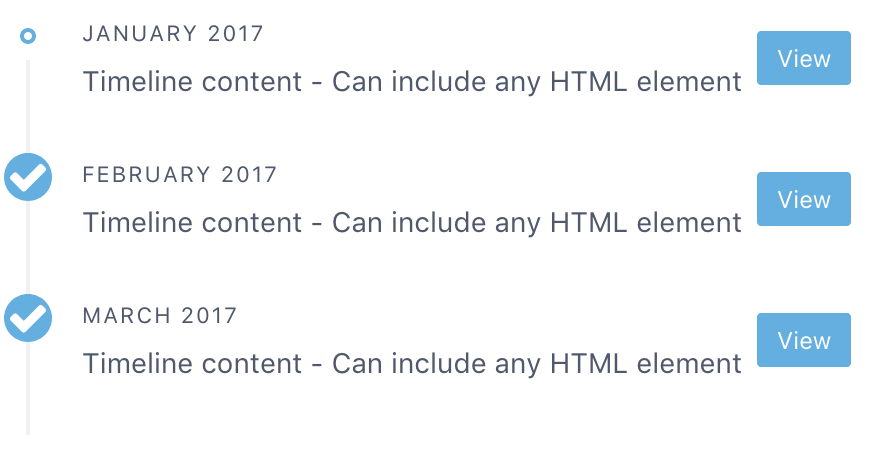 JANUARY 2017
Timeline content - Can include any HTML element
View
FEBRUARY 2017
Timeline content - Can include any HTML element
View
MARCH 2017
Timeline content - Can include any HTML element
View